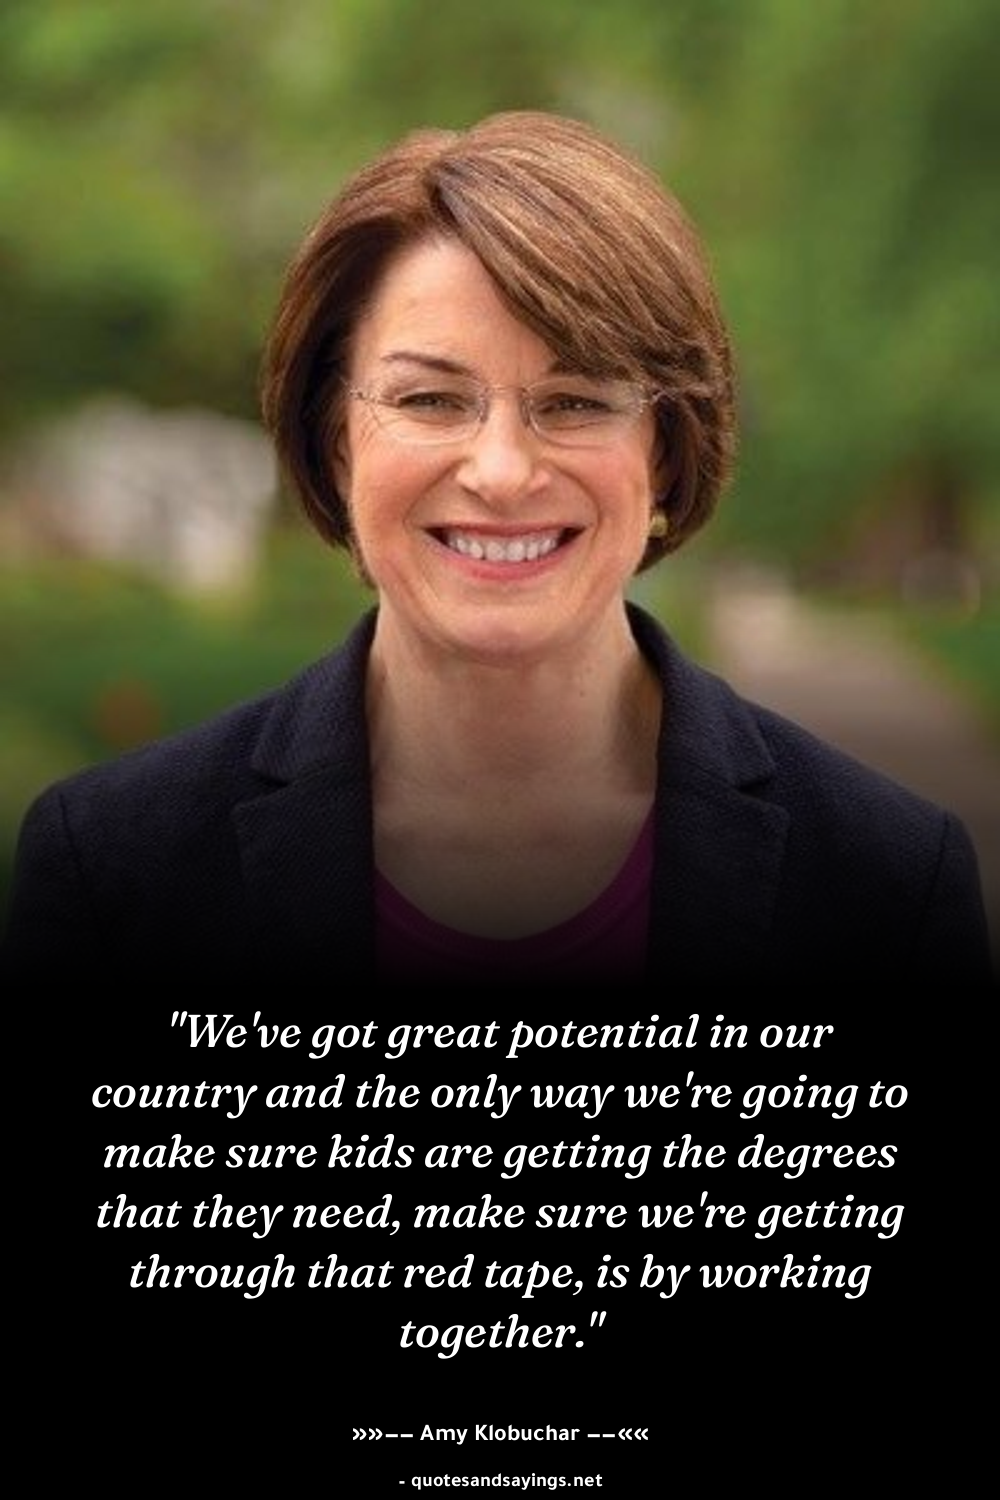 "We've got great potential in our
country and the only way we're going to
make sure kids are getting the degrees
that they need, make sure we're getting
through that red tape, is by working
together."
»»—— Amy Klobuchar ——««
- quotesandsayings.net